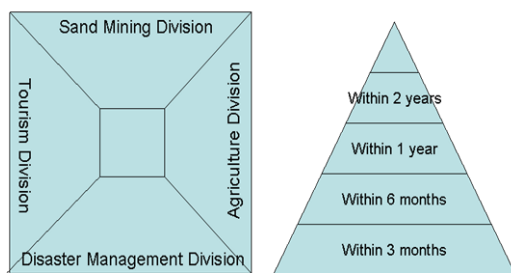 Sand Mining Division
Tourism Division
Agriculture Division
Disaster Management Division
Within 2 years
Within 1 year
Within 6 months
Within 3 months